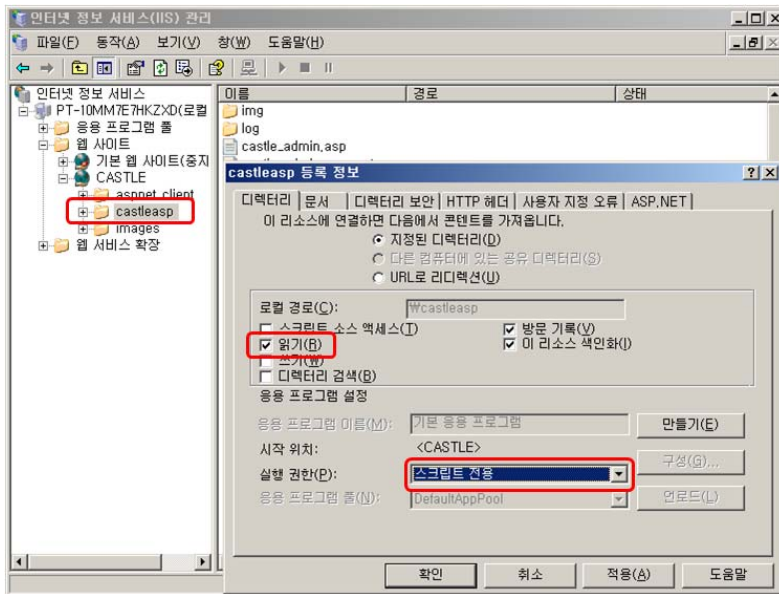 인터넷 정보 서비스(IIS) 관리
파일(F) 동작(A) 보기(V) 창(W) 도움말(H)
인터넷 정보 서비스
PT-10MM7E7HKZXD(로컬
응용 프로그램 풀
웹 사이트
기본 웹 사이트(중지
CASTLE
aspnet_client
castleasp
images
웹 서비스 확장
이름 경로 상태
img
log
castle_admin,asp
castleasp 등록 정보
디렉터리 문서 디렉터리 보안 HTTP 헤더 사용자 지정 오류 ASP.NET
이 리소스에 연결하면 다음에서 콘텐트를 가져옵니다.
지정된 디렉터리(D)
다른 컴퓨터에 있는 공유 디렉터리(S)
URL로 리디렉션(U)
로컬 경로(C): ₩castleasp
스크립트 소스 액세스(T) 방문 기록(V)
읽기(R) 이 리소스 색인화(I)
쓰기(W)
디렉터리 검색(B)
응용 프로그램 설정
응용 프로그램 이름(M): 기본 응용 프로그램 만들기(E)
시작 위치: <CASTLE>
구성(G)...
실행 권한(P): 스크립트 전용
응용 프로그램 풀(N): DefaultAppPool 언로드(L)
확인 취소 적용(A) 도움말